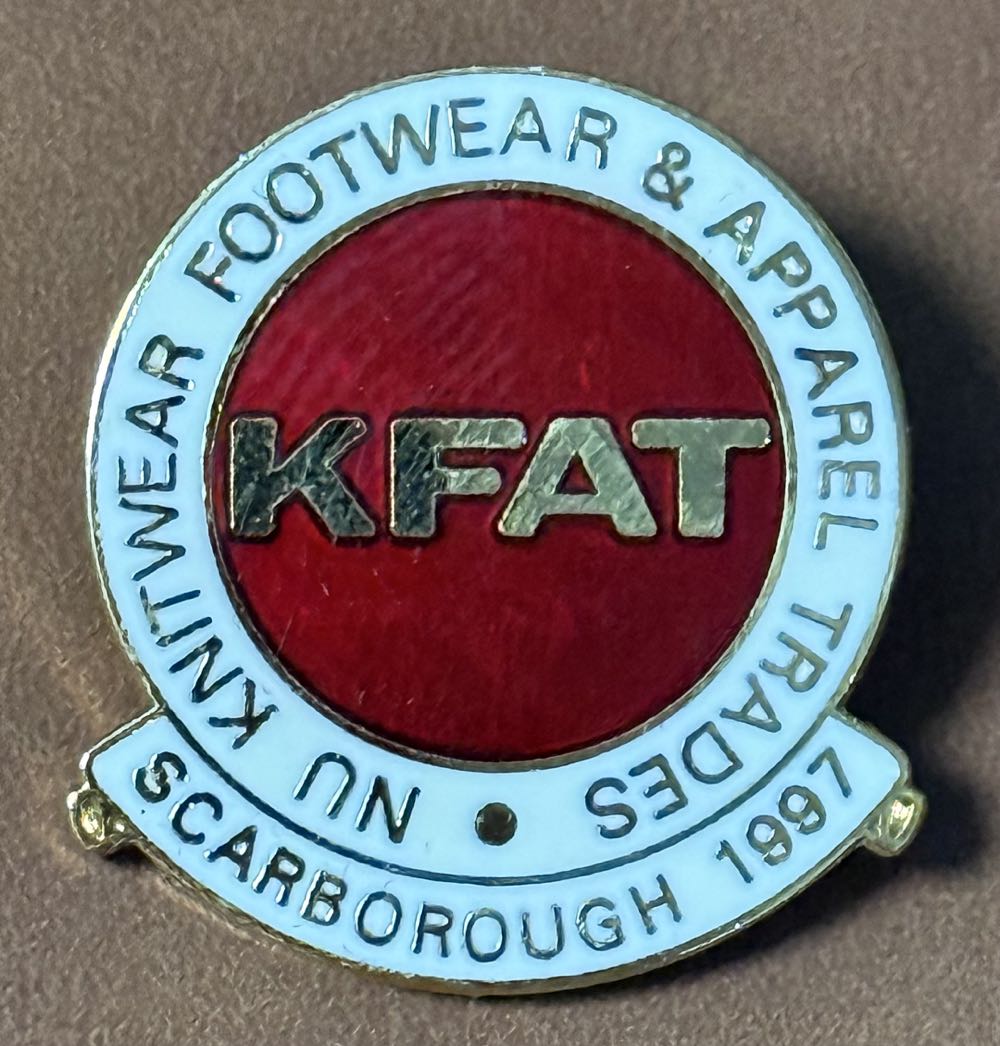 NU KNITWEAR FOOTWEAR & APPAREL TRADES
KFAT
SCARBOROUGH 1997